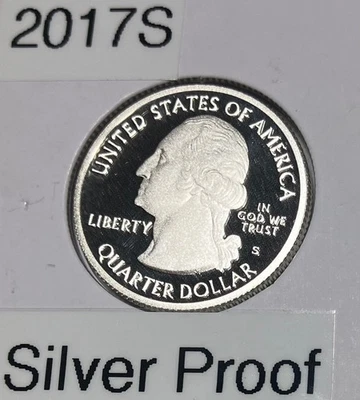 2017S
UNITED STATES OF AMERICA
LIBERTY
IN
GOD WE
TRUST
S
QUARTER DOLLAR
Silver Proof